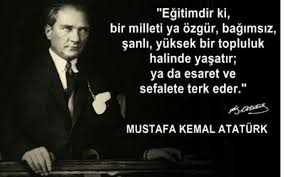 "Eğitimdir ki,
bir milleti ya özgür, bağımsız,
şanlı, yüksek bir topluluk
halinde yaşatır;
ya da esaret ve
sefalete terk eder."
K. Atatürk
MUSTAFA KEMAL ATATÜRK